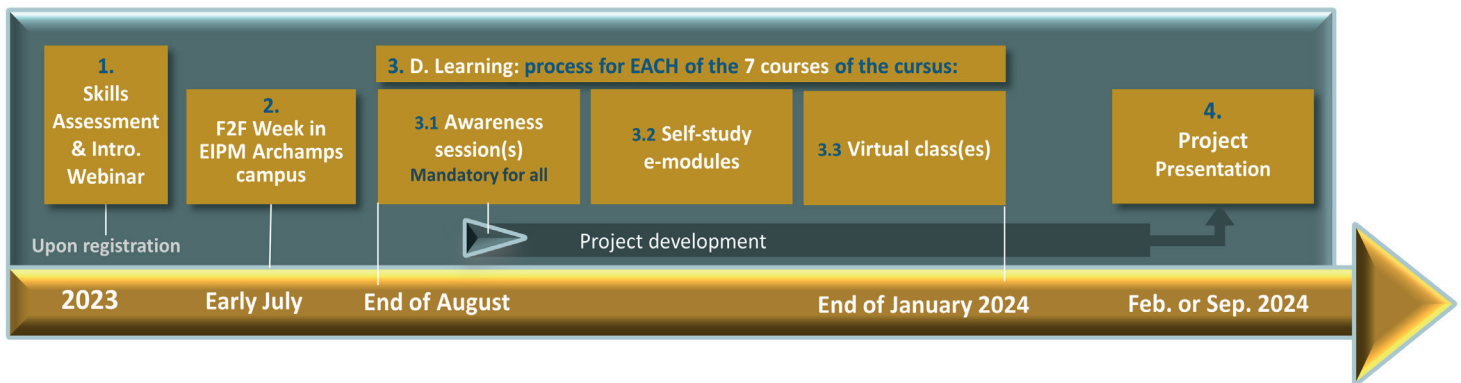 1.
Skills
Assessment
& Intro.
Webinar
Upon registration
2.
F2F Week in
EIPM Archamps
campus
3. D. Learning: process for EACH of the 7 courses of the cursus:
3.1 Awareness
session(s)
Mandatory for all
3.2 Self-study
e-modules
3.3 Virtual class(es)
4.
Project
Presentation
Project development
2023
Early July
End of August
End of January 2024
Feb. or Sep. 2024